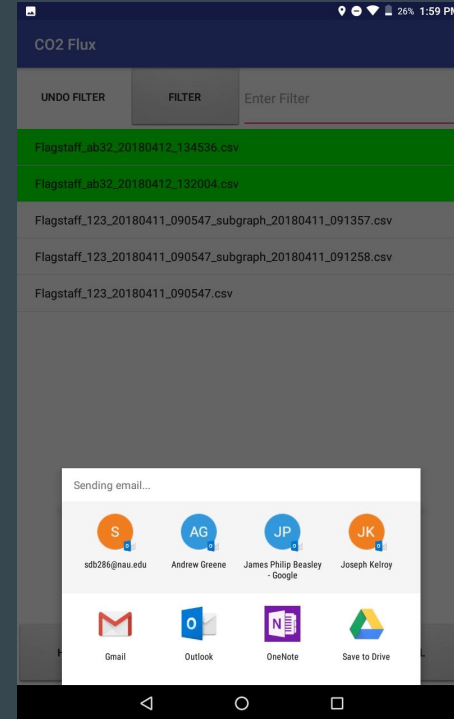 26% 1:59 PM
CO2 Flux
UNDO FILTER FILTER Enter Filter
Flagstaff_ab32_20180412_134536.csv
Flagstaff_ab32_20180412_132004.csv
Flagstaff_123_20180411_090547_subgraph_20180411_091357.csv
Flagstaff_123_20180411_090547_subgraph_20180411_091258.csv
Flagstaff_123_20180411_090547.csv
Sending email...
S AG JP JK
sdb286@nau.edu Andrew Greene James Philip Beasley - Google Joseph Kelroy
Gmail Outlook OneNote Save to Drive